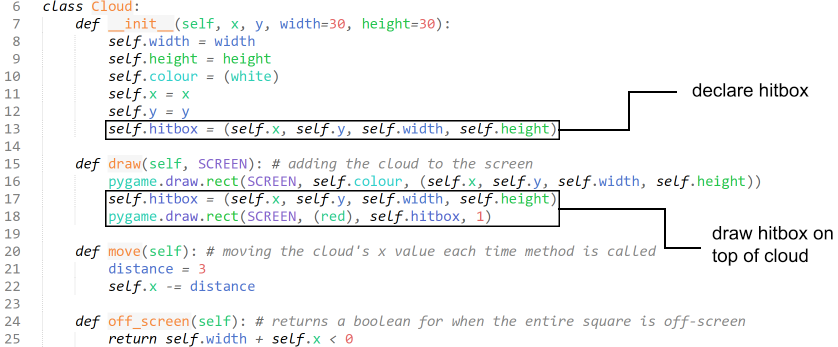 6 class Cloud:
7     def __init__(self, x, y, width=30, height=30):
8         self.width = width
9         self.height = height
10         self.colour = (white)
11         self.x = x
12         self.y = y
13         self.hitbox = (self.x, self.y, self.width, self.height)
declare hitbox
14
15     def draw(self, SCREEN): # adding the cloud to the screen
16         pygame.draw.rect(SCREEN, self.colour, (self.x, self.y, self.width, self.height))
17         self.hitbox = (self.x, self.y, self.width, self.height)
18         pygame.draw.rect(SCREEN, (red), self.hitbox, 1)
draw hitbox on
top of cloud
19
20     def move(self): # moving the cloud's x value each time method is called
21         distance = 3
22         self.x -= distance
23
24     def off_screen(self): # returns a boolean for when the entire square is off-screen
25         return self.width + self.x < 0